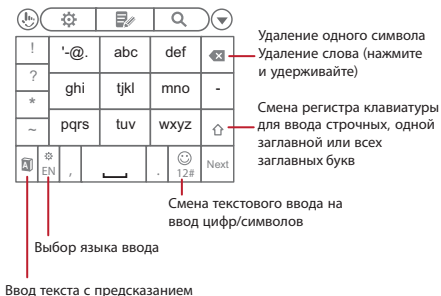 Удаление одного символа
Удаление слова (нажмите
и удерживайте)
! '-@. abc def
? ghi tjkl mno -
*
~ pqrs tuv wxyz
EN , . 12# Next
Смена регистра клавиатуры
для ввода строчных, одной
заглавной или всех
заглавных букв
Смена текстового ввода на
ввод цифр/символов
Выбор языка ввода
Ввод текста с предсказанием